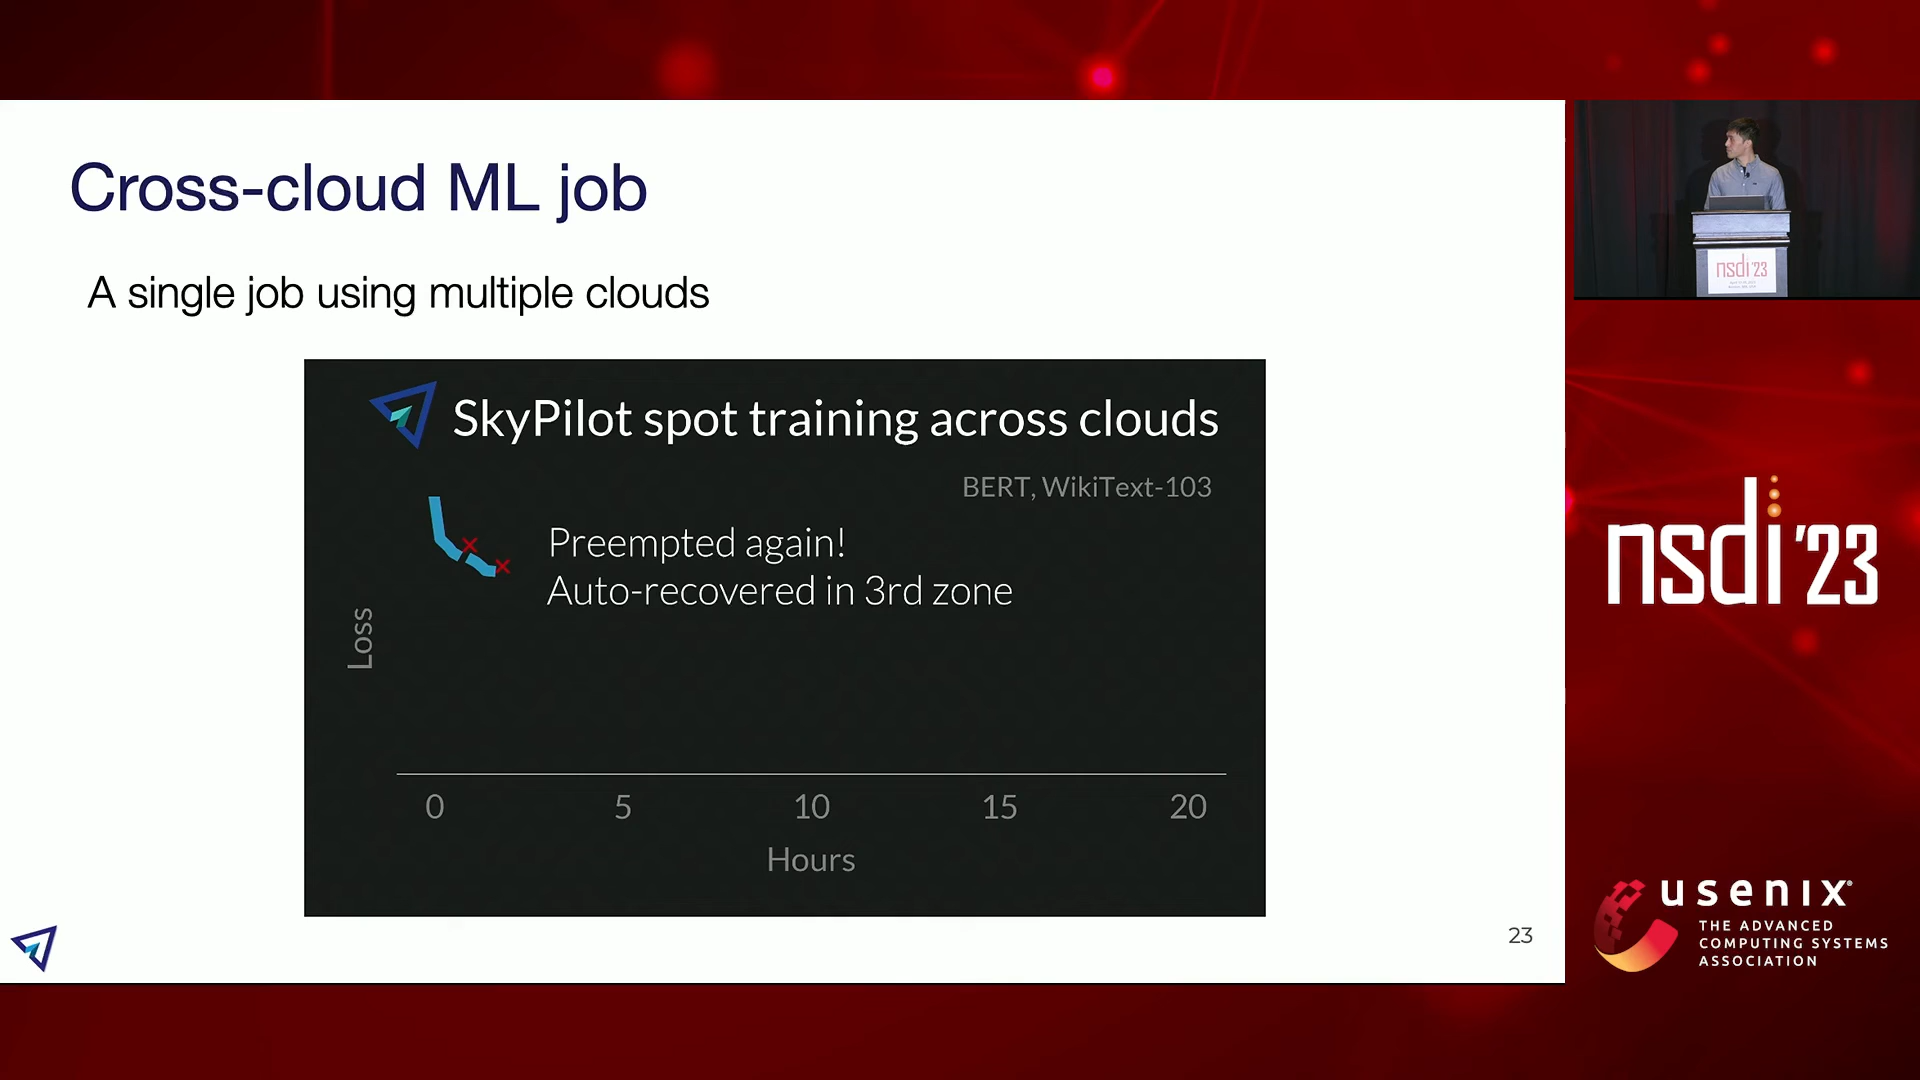 Cross-cloud ML job
A single job using multiple clouds
SkyPilot spot training across clouds
BERT, WikiText-103
Preempted again!
Auto-recovered in 3rd zone
Loss
0 5 10 15 20
Hours
23
nsdi'23
nsdi'23
usenix®
THE ADVANCED
COMPUTING SYSTEMS
ASSOCIATION